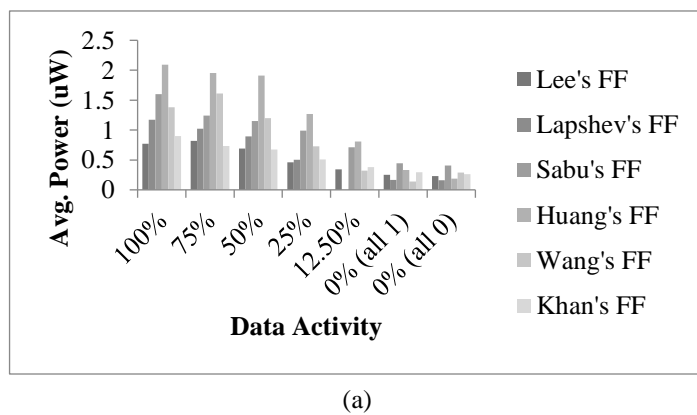 Avg. Power (uW)
2.5
2
1.5
1
0.5
0
100%
75%
50%
25%
12.50%
0% (all 1)
0% (all 0)
Data Activity
Lee's FF
Lapshev's FF
Sabu's FF
Huang's FF
Wang's FF
Khan's FF
(a)